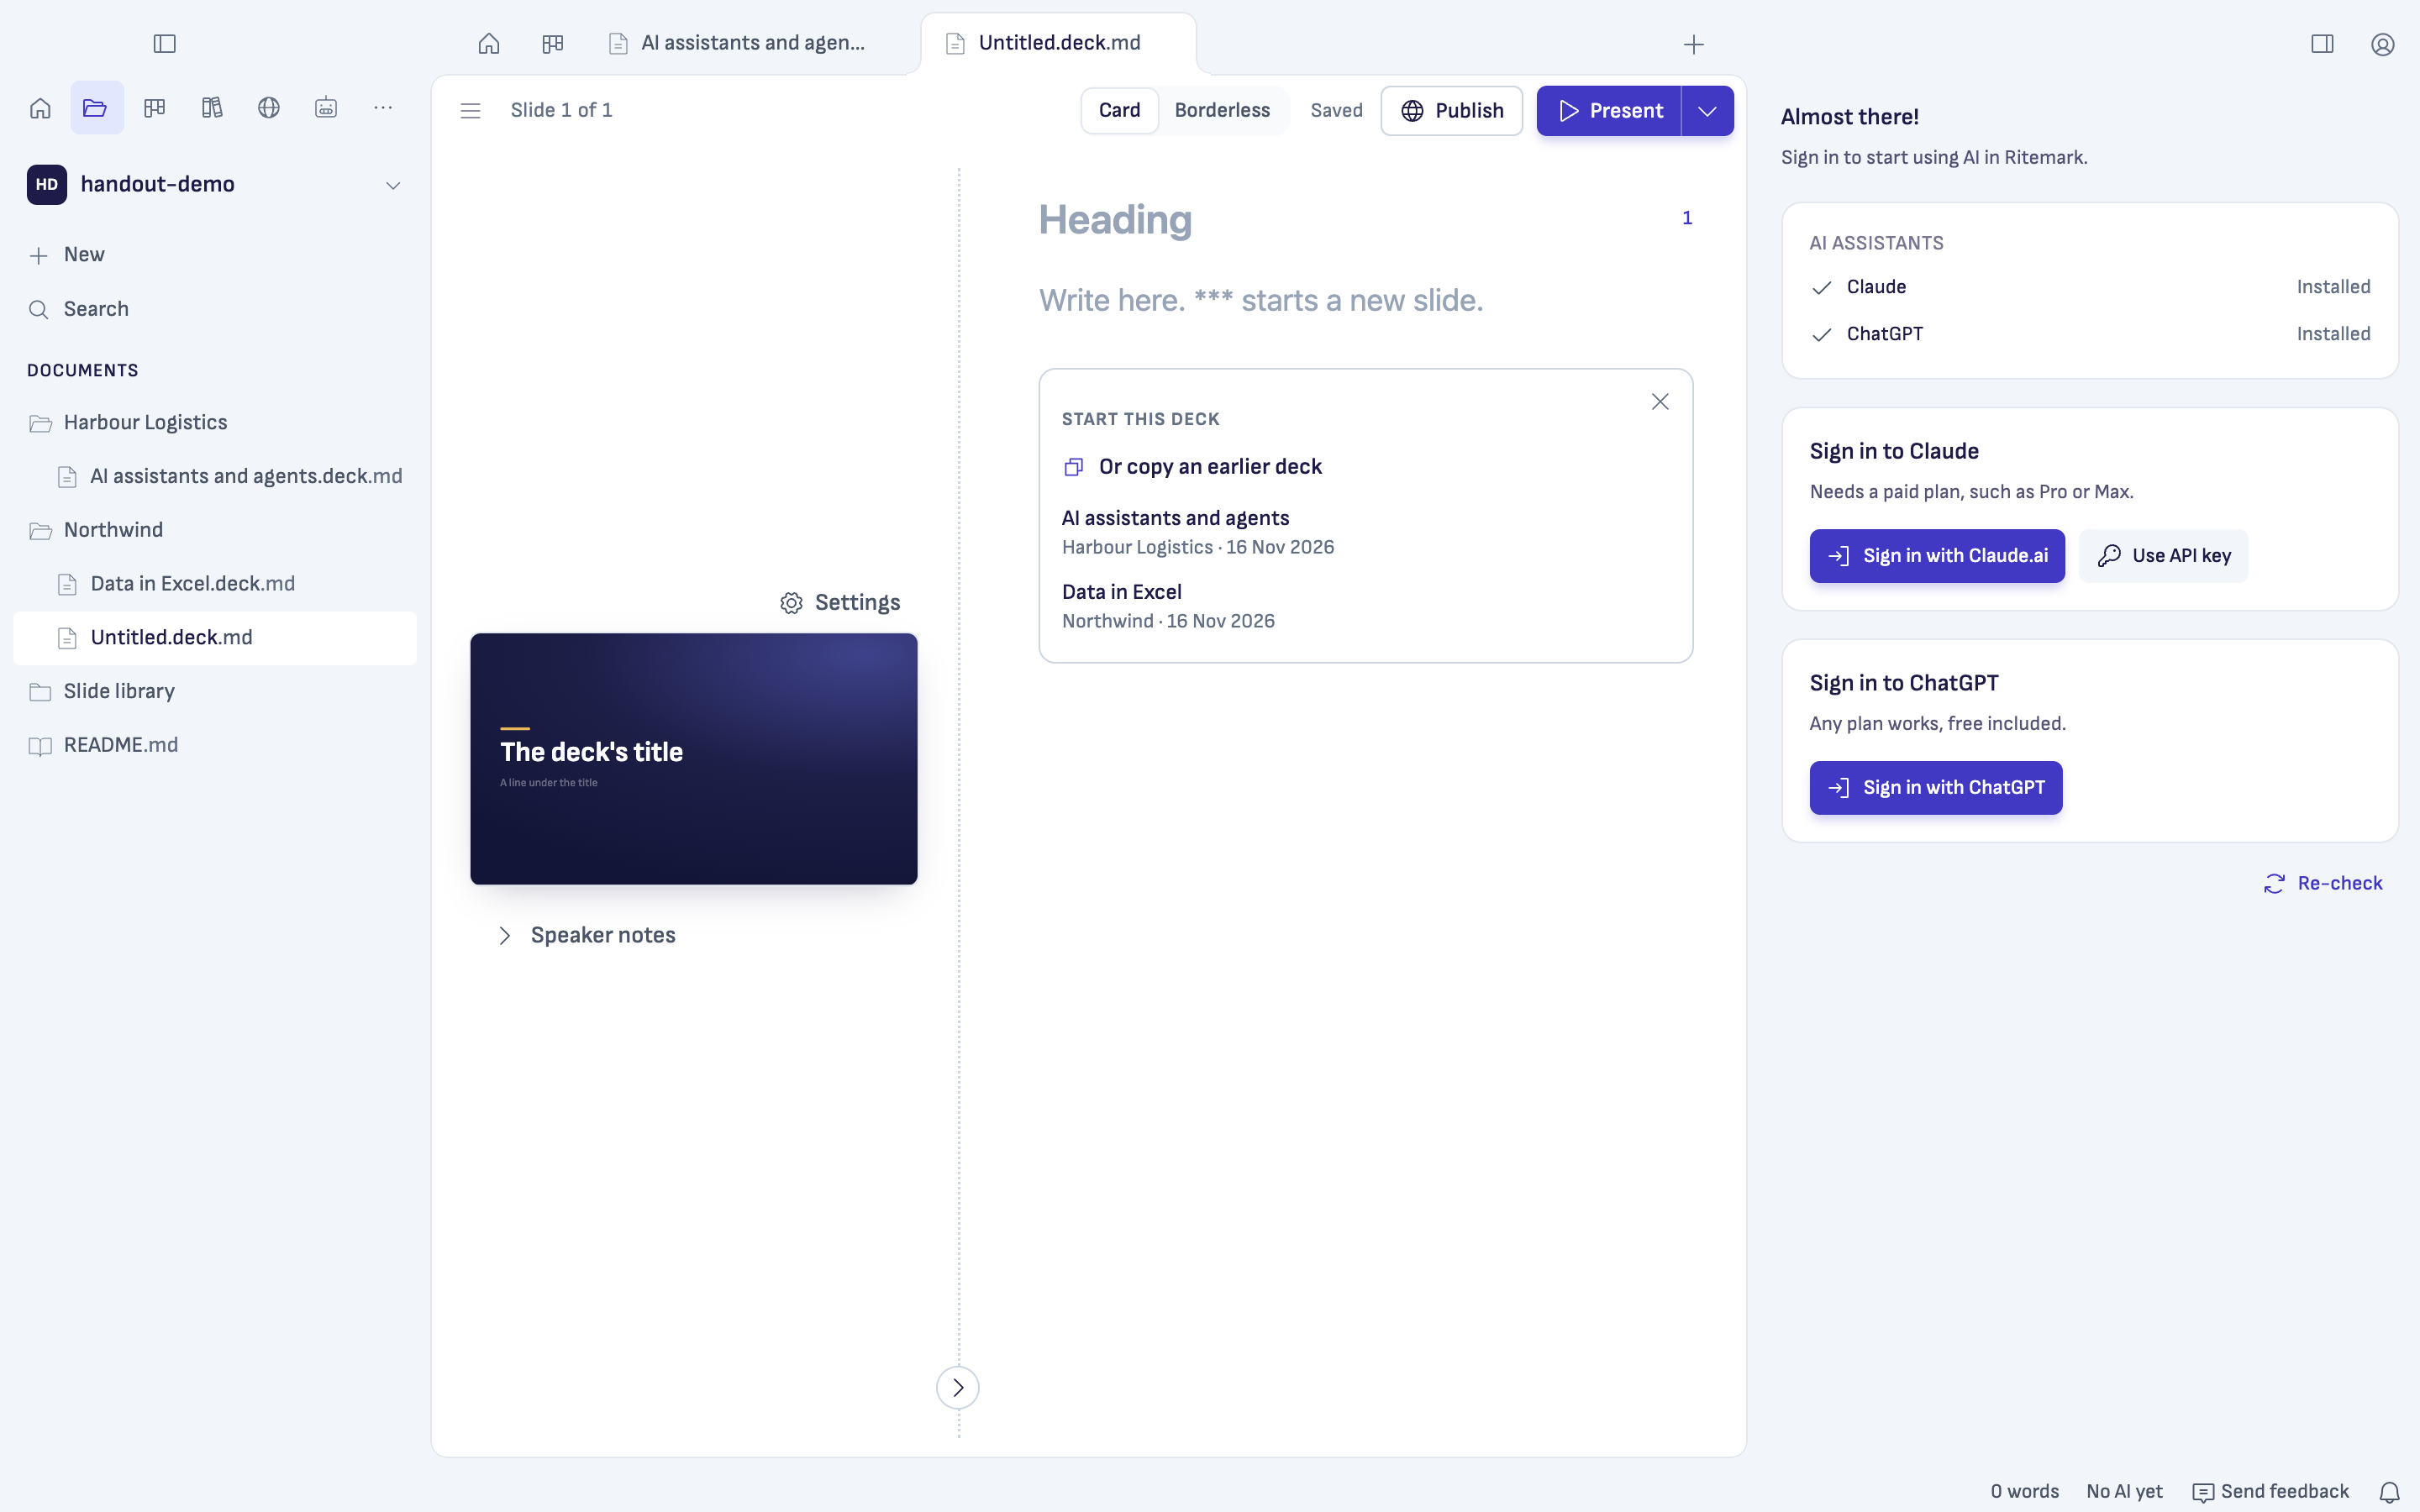 AI assistants and agen...
Untitled.deck.md
HD
handout-demo
New
Search
DOCUMENTS
Harbour Logistics
AI assistants and agents.deck.md
Northwind
Data in Excel.deck.md
Untitled.deck.md
Slide library
README.md
Slide 1 of 1
Card
Borderless
Saved
Publish
Present
Settings
The deck's title
A line under the title
Speaker notes
Heading
1
Write here. *** starts a new slide.
START THIS DECK
Or copy an earlier deck
AI assistants and agents
Harbour Logistics · 16 Nov 2026
Data in Excel
Northwind · 16 Nov 2026
Almost there!
Sign in to start using AI in Ritemark.
AI ASSISTANTS
Claude Installed
ChatGPT Installed
Sign in to Claude
Needs a paid plan, such as Pro or Max.
Sign in with Claude.ai
Use API key
Sign in to ChatGPT
Any plan works, free included.
Sign in with ChatGPT
Re-check
0 words
No AI yet
Send feedback